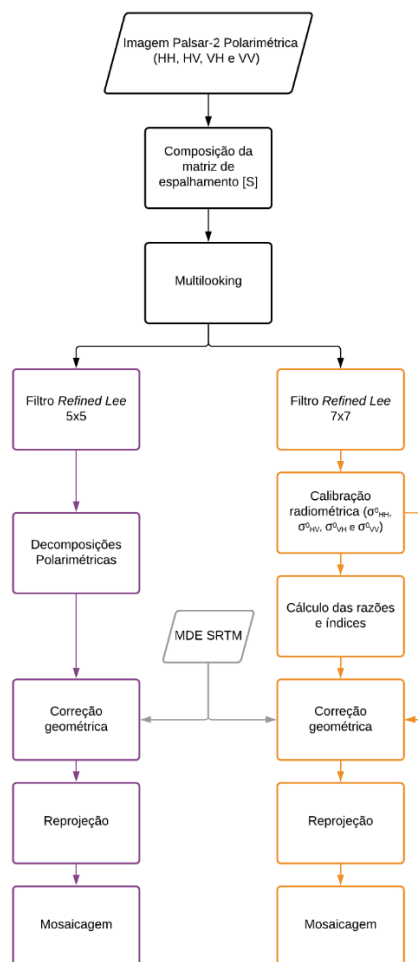 Imagem Palsar-2 Polarimétrica
(HH, HV, VH e VV)
Composição da
matriz de
espalhamento [S]
Multilooking
Filtro Refined Lee
5x5
Filtro Refined Lee
7x7
Calibração
radiométrica (σ⁰HH,
σ⁰HV, σ⁰VH e σ⁰VV)
Decomposições
Polarimétricas
Cálculo das razões
e índices
MDE SRTM
Correção
geométrica
Correção
geométrica
Reprojeção
Reprojeção
Mosaicagem
Mosaicagem